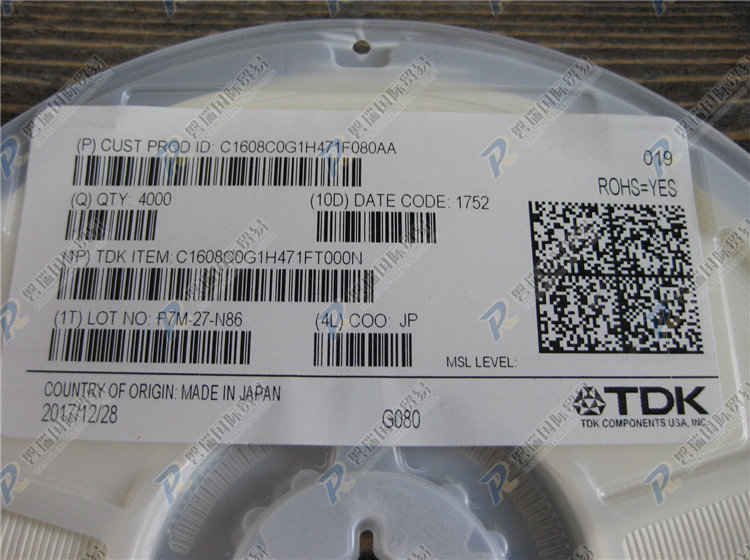 (P) CUST PROD ID: C1608C0G1H471F080AA
019
ROHS=YES
(Q) QTY: 4000
(10D) DATE CODE: 1752
(1P) TDK ITEM: C1608C0G1H471FT000N
(1T) LOT NO: P7M-27-N86
(4L) COO: JP
MSL LEVEL:
COUNTRY OF ORIGIN: MADE IN JAPAN
2017/12/28
G080
TDK
TDK COMPONENTS USA, INC.